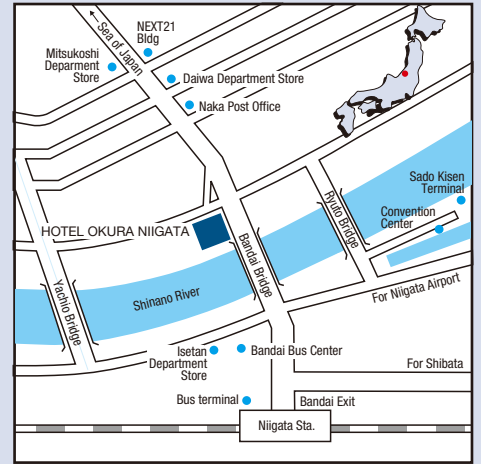 NEXT21
Bldg
Sea of Japan
Mitsukoshi
Deparment
Store
Daiwa Department Store
Naka Post Office
Sado Kisen
Terminal
Convention
Center
Ryuto Bridge
HOTEL OKURA NIIGATA
Bandai Bridge
Yachio Bridge
Shinano River
For Niigata Airport
Isetan
Department
Store
Bandai Bus Center
For Shibata
Bus terminal
Bandai Exit
Niigata Sta.